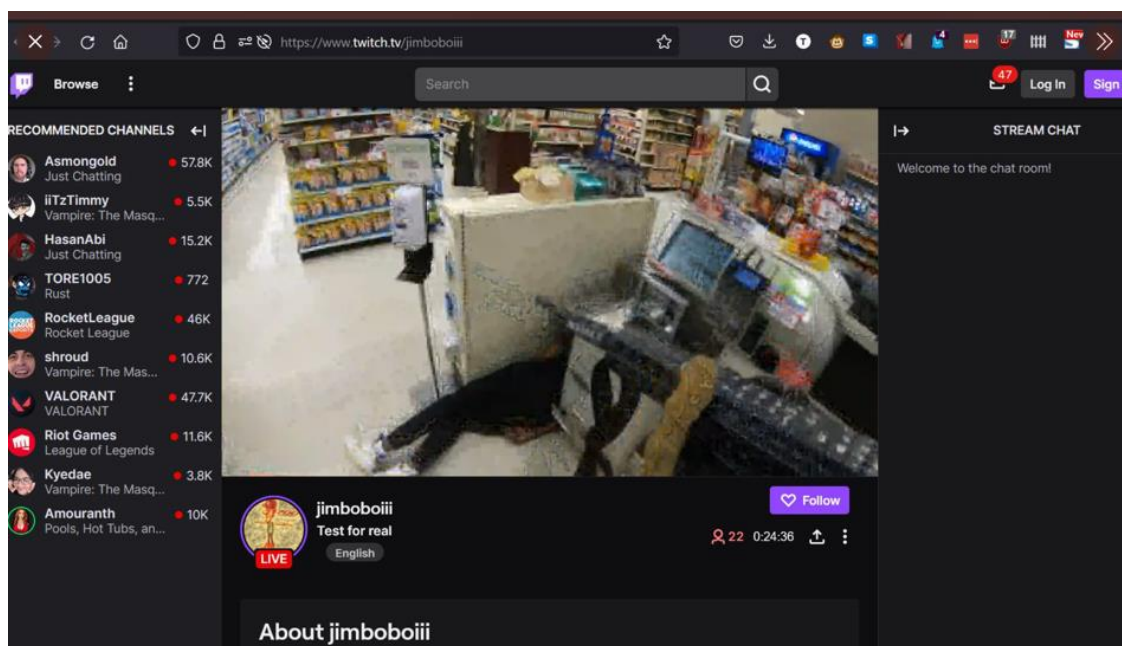 https://www.twitch.tv/jimboboiii
T
S
4
17
New
Browse
Search
47
Log In
Sign
RECOMMENDED CHANNELS
Asmongold
57.8K
Just Chatting
iiTzTimmy
5.5K
Vampire: The Masq...
HasanAbi
15.2K
Just Chatting
TORE1005
772
Rust
RocketLeague
46K
Rocket League
shroud
10.6K
Vampire: The Mas...
VALORANT
47.7K
VALORANT
Riot Games
11.6K
League of Legends
Kyedae
3.8K
Vampire: The Masq...
Amouranth
10K
Pools, Hot Tubs, an...
STREAM CHAT
Welcome to the chat room!
jimboboiii
Test for real
English
LIVE
Follow
22 0:24:36
About jimboboiii